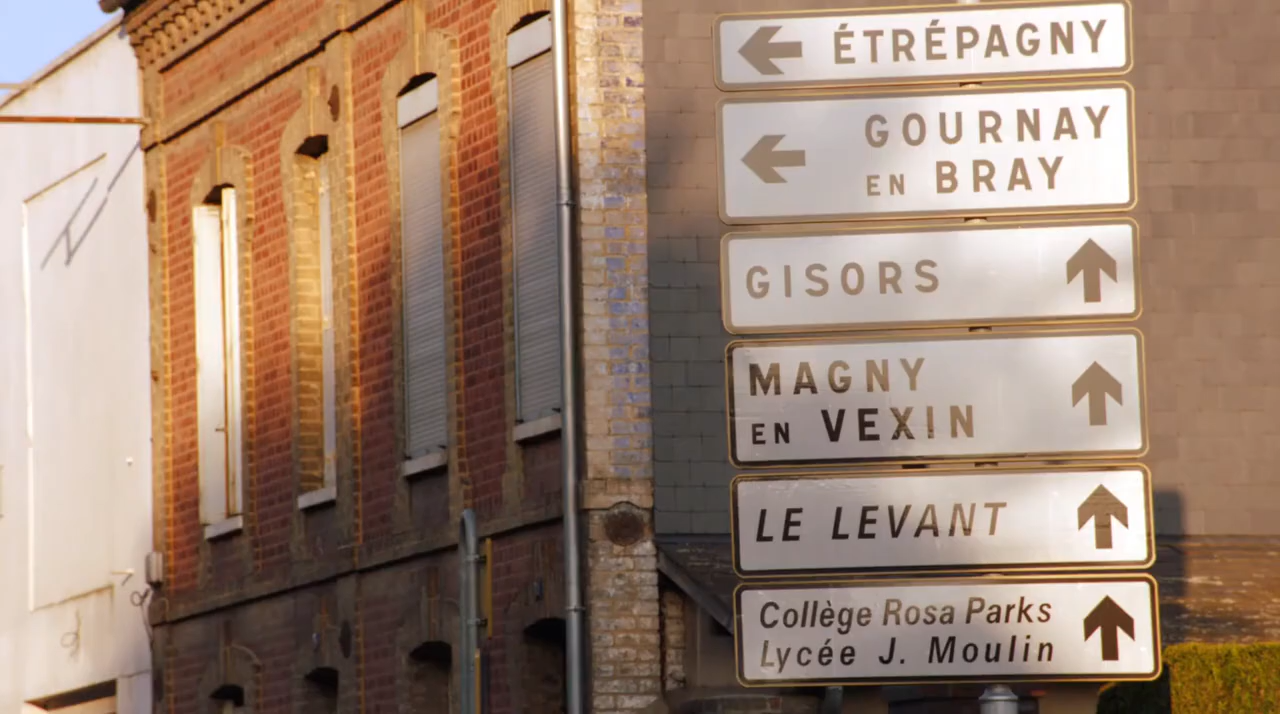 ÉTRÉPAGNY
GOURNAY
EN BRAY
GISORS
MAGNY
EN VEXIN
LE LEVANT
Collège Rosa Parks
Lycée J. Moulin